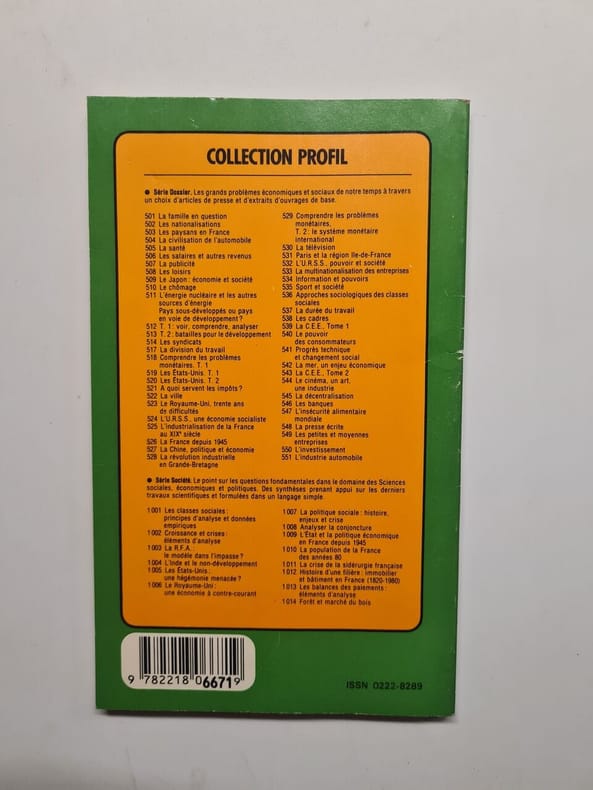 COLLECTION PROFIL
● Série Dossier. Les grands problèmes économiques et sociaux de notre temps à travers
un choix d'articles de presse et d'extraits d'ouvrages de base.
501 La famille en question
502 Les nationalisations
503 Les paysans en France
504 La civilisation de l'automobile
505 La santé
506 Les salaires et autres revenus
507 La publicité
508 Les loisirs
509 Le Japon : économie et société
510 Le chômage
511 L'énergie nucléaire et les autres
sources d'énergie
Pays sous-développés ou pays
en voie de développement ?
512 T. 1 : voir, comprendre, analyser
513 T. 2 : batailles pour le développement
514 Les syndicats
517 La division du travail
518 Comprendre les problèmes
monétaires. T. 1
519 Les États-Unis. T. 1
520 Les États-Unis. T. 2
521 A quoi servent les impôts ?
522 La ville
523 Le Royaume-Uni, trente ans
de difficultés
524 L'U.R.S.S., une économie socialiste
525 L'industrialisation de la France
au XIXe siècle
526 La France depuis 1945
527 La Chine, politique et économie
528 La révolution industrielle
en Grande-Bretagne
529 Comprendre les problèmes
monétaires,
T. 2 : le système monétaire
international
530 La télévision
531 Paris et la région Ile-de-France
532 L'U.R.S.S., pouvoir et société
533 La multinationalisation des entreprises
534 Information et pouvoirs
535 Sport et société
536 Approches sociologiques des classes
sociales
537 La durée du travail
538 Les cadres
539 La C.E.E., Tome 1
540 Le pouvoir
des consommateurs
541 Progrès technique
et changement social
542 La mer, un enjeu économique
543 La C.E.E., Tome 2
544 Le cinéma, un art,
une industrie
545 La décentralisation
546 Les banques
547 L'insécurité alimentaire
mondiale
548 La presse écrite
549 Les petites et moyennes
entreprises
550 L'investissement
551 L'industrie automobile
● Série Société. Le point sur les questions fondamentales dans le domaine des Sciences
sociales, économiques et politiques. Des synthèses prenant appui sur les derniers
travaux scientifiques et formulées dans un langage simple.
1001 Les classes sociales :
principes d'analyse et données
empiriques
1002 Croissance et crises :
éléments d'analyse
1003 La R.F.A. :
le modèle dans l'impasse ?
1004 L'Inde et le non-développement
1005 Les États-Unis :
une hégémonie menacée ?
1006 Le Royaume-Uni :
une économie à contre-courant
1007 La politique sociale : histoire,
enjeux et crise
1008 Analyser la conjoncture
1009 L'État et la politique économique
en France depuis 1945
1010 La population de la France
des années 80
1011 La crise de la sidérurgie française
1012 Histoire d'une filière : immobilier
et bâtiment en France (1820-1980)
1013 Les balances des paiements :
éléments d'analyse
1014 Forêt et marché du bois
9 782218 066719
ISSN 0222-8289